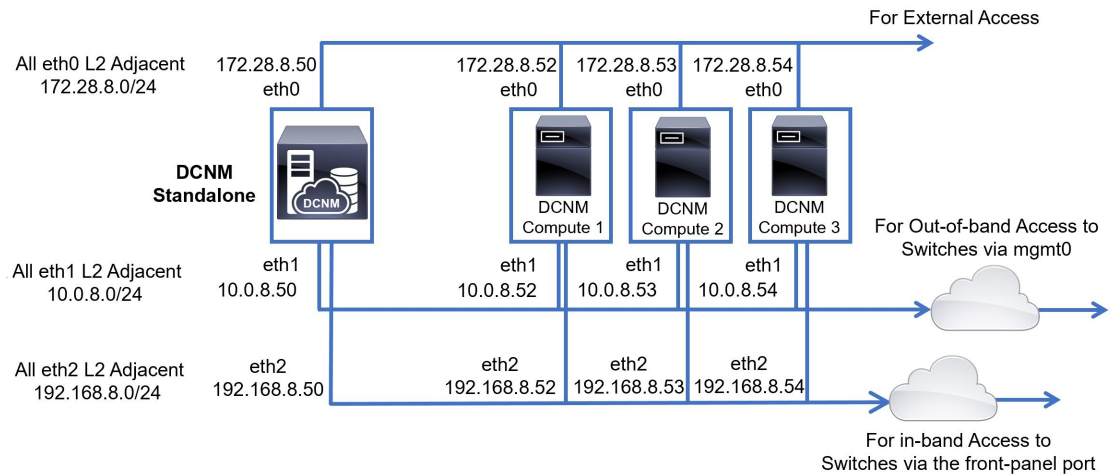 For External Access
All eth0 L2 Adjacent
172.28.8.0/24
172.28.8.50
eth0
172.28.8.52
eth0
172.28.8.53
eth0
172.28.8.54
eth0
DCNM
Standalone
DCNM
DCNM
Compute 1
DCNM
Compute 2
DCNM
Compute 3
For Out-of-band Access to
Switches via mgmt0
All eth1 L2 Adjacent
10.0.8.0/24
eth1
10.0.8.50
eth1
10.0.8.52
eth1
10.0.8.53
eth1
10.0.8.54
All eth2 L2 Adjacent
192.168.8.0/24
eth2
192.168.8.50
eth2
192.168.8.52
eth2
192.168.8.53
eth2
192.168.8.54
For in-band Access to
Switches via the front-panel port